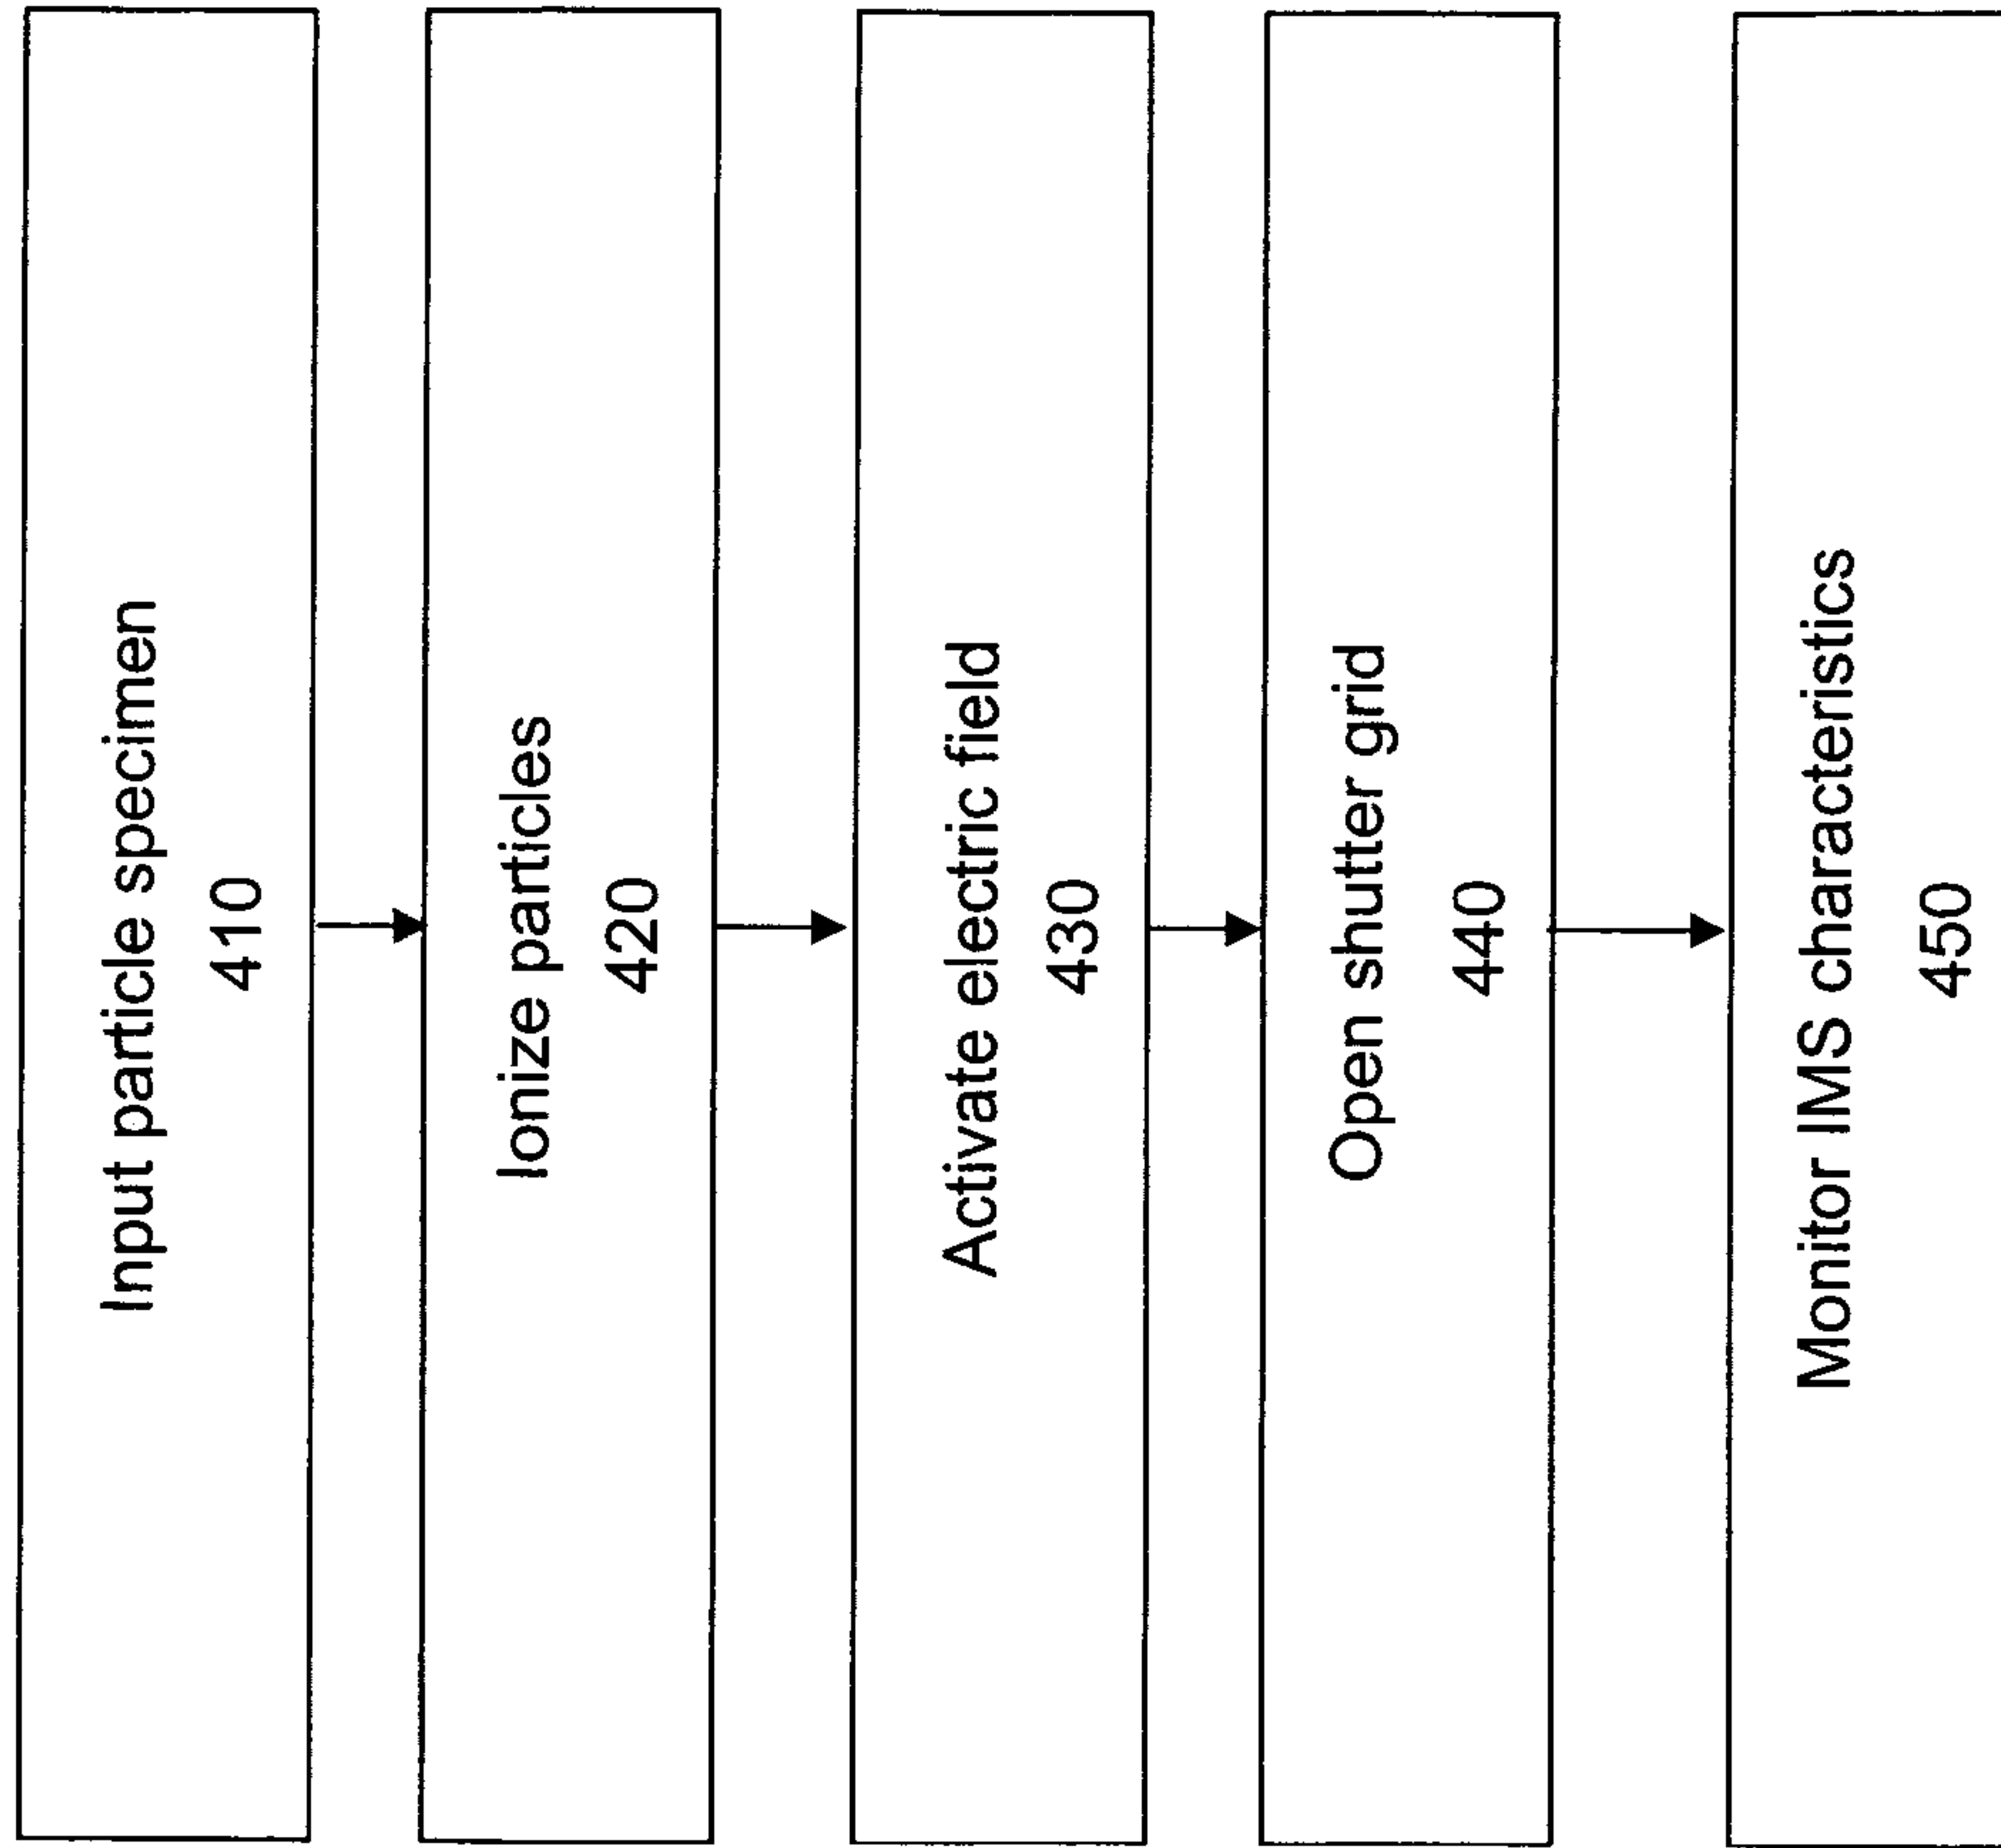 Input particle specimen
410
Ionize particles
420
Activate electric field
430
Open shutter grid
440
Monitor IMS characteristics
450